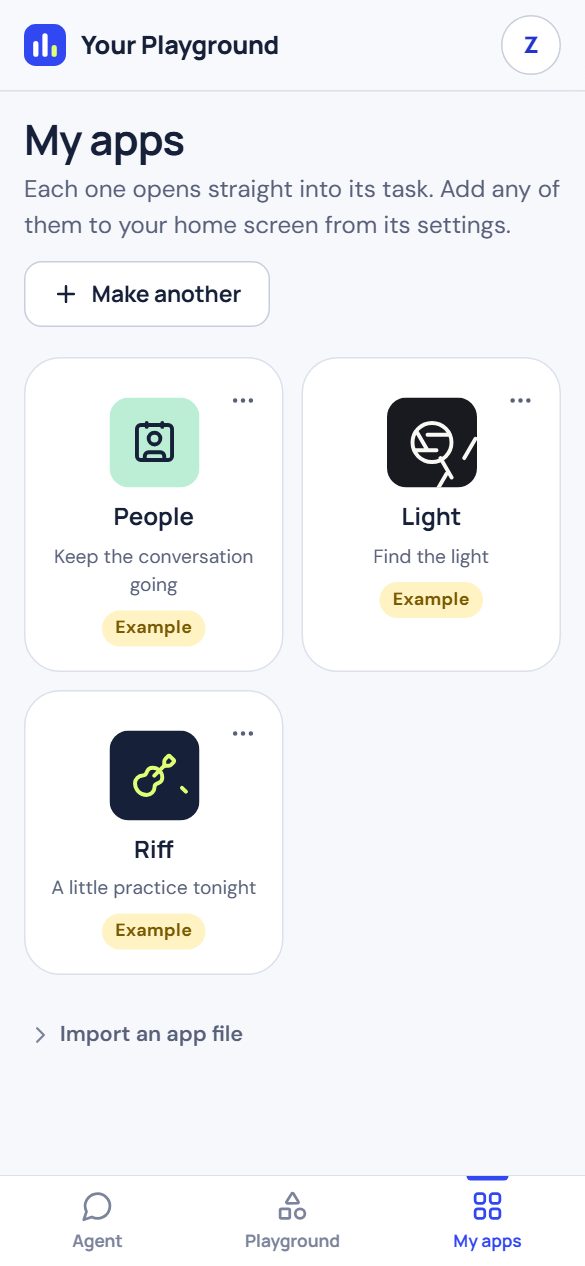 Your Playground
Z
My apps
Each one opens straight into its task. Add any of
them to your home screen from its settings.
Make another
People
Keep the conversation
going
Example
Light
Find the light
Example
Riff
A little practice tonight
Example
Import an app file
Agent
Playground
My apps